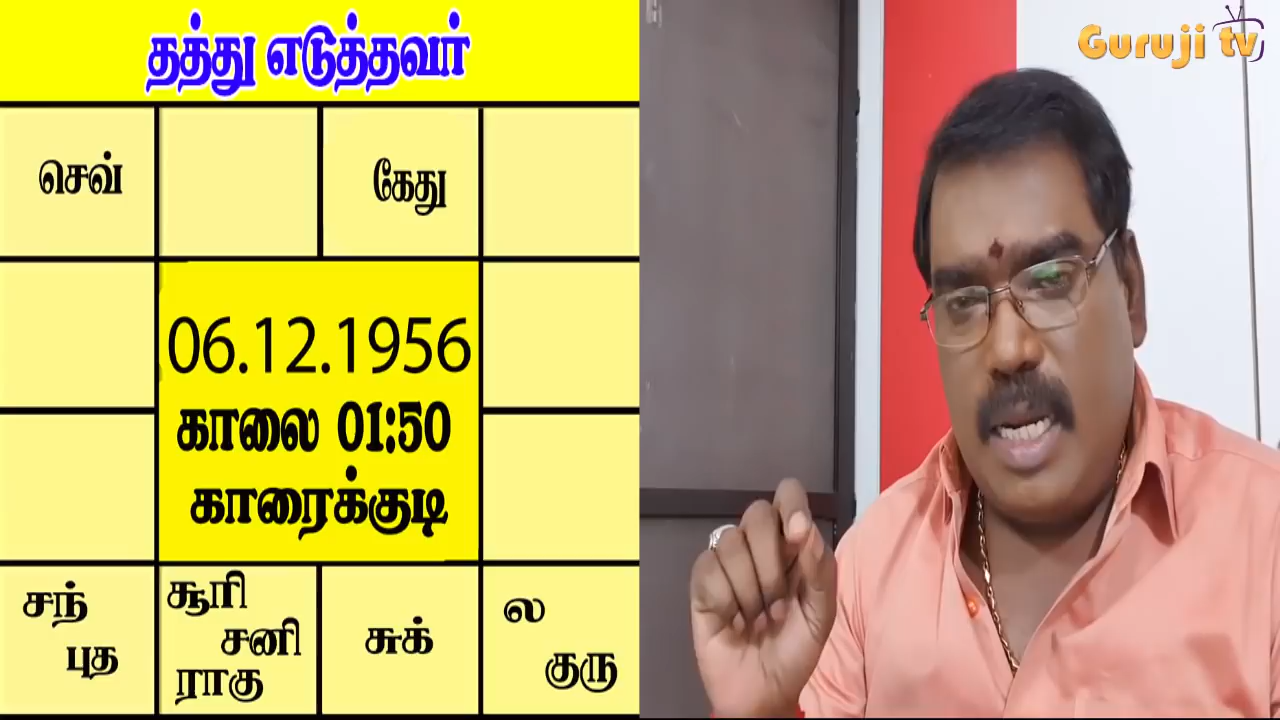 தத்து எடுத்தவர்
Guruji tv
செவ்
கேது
06.12.1956
காலை 01:50
காரைக்குடி
சந்
புத
சூரி
சனி
ராகு
சுக்
ல
குரு